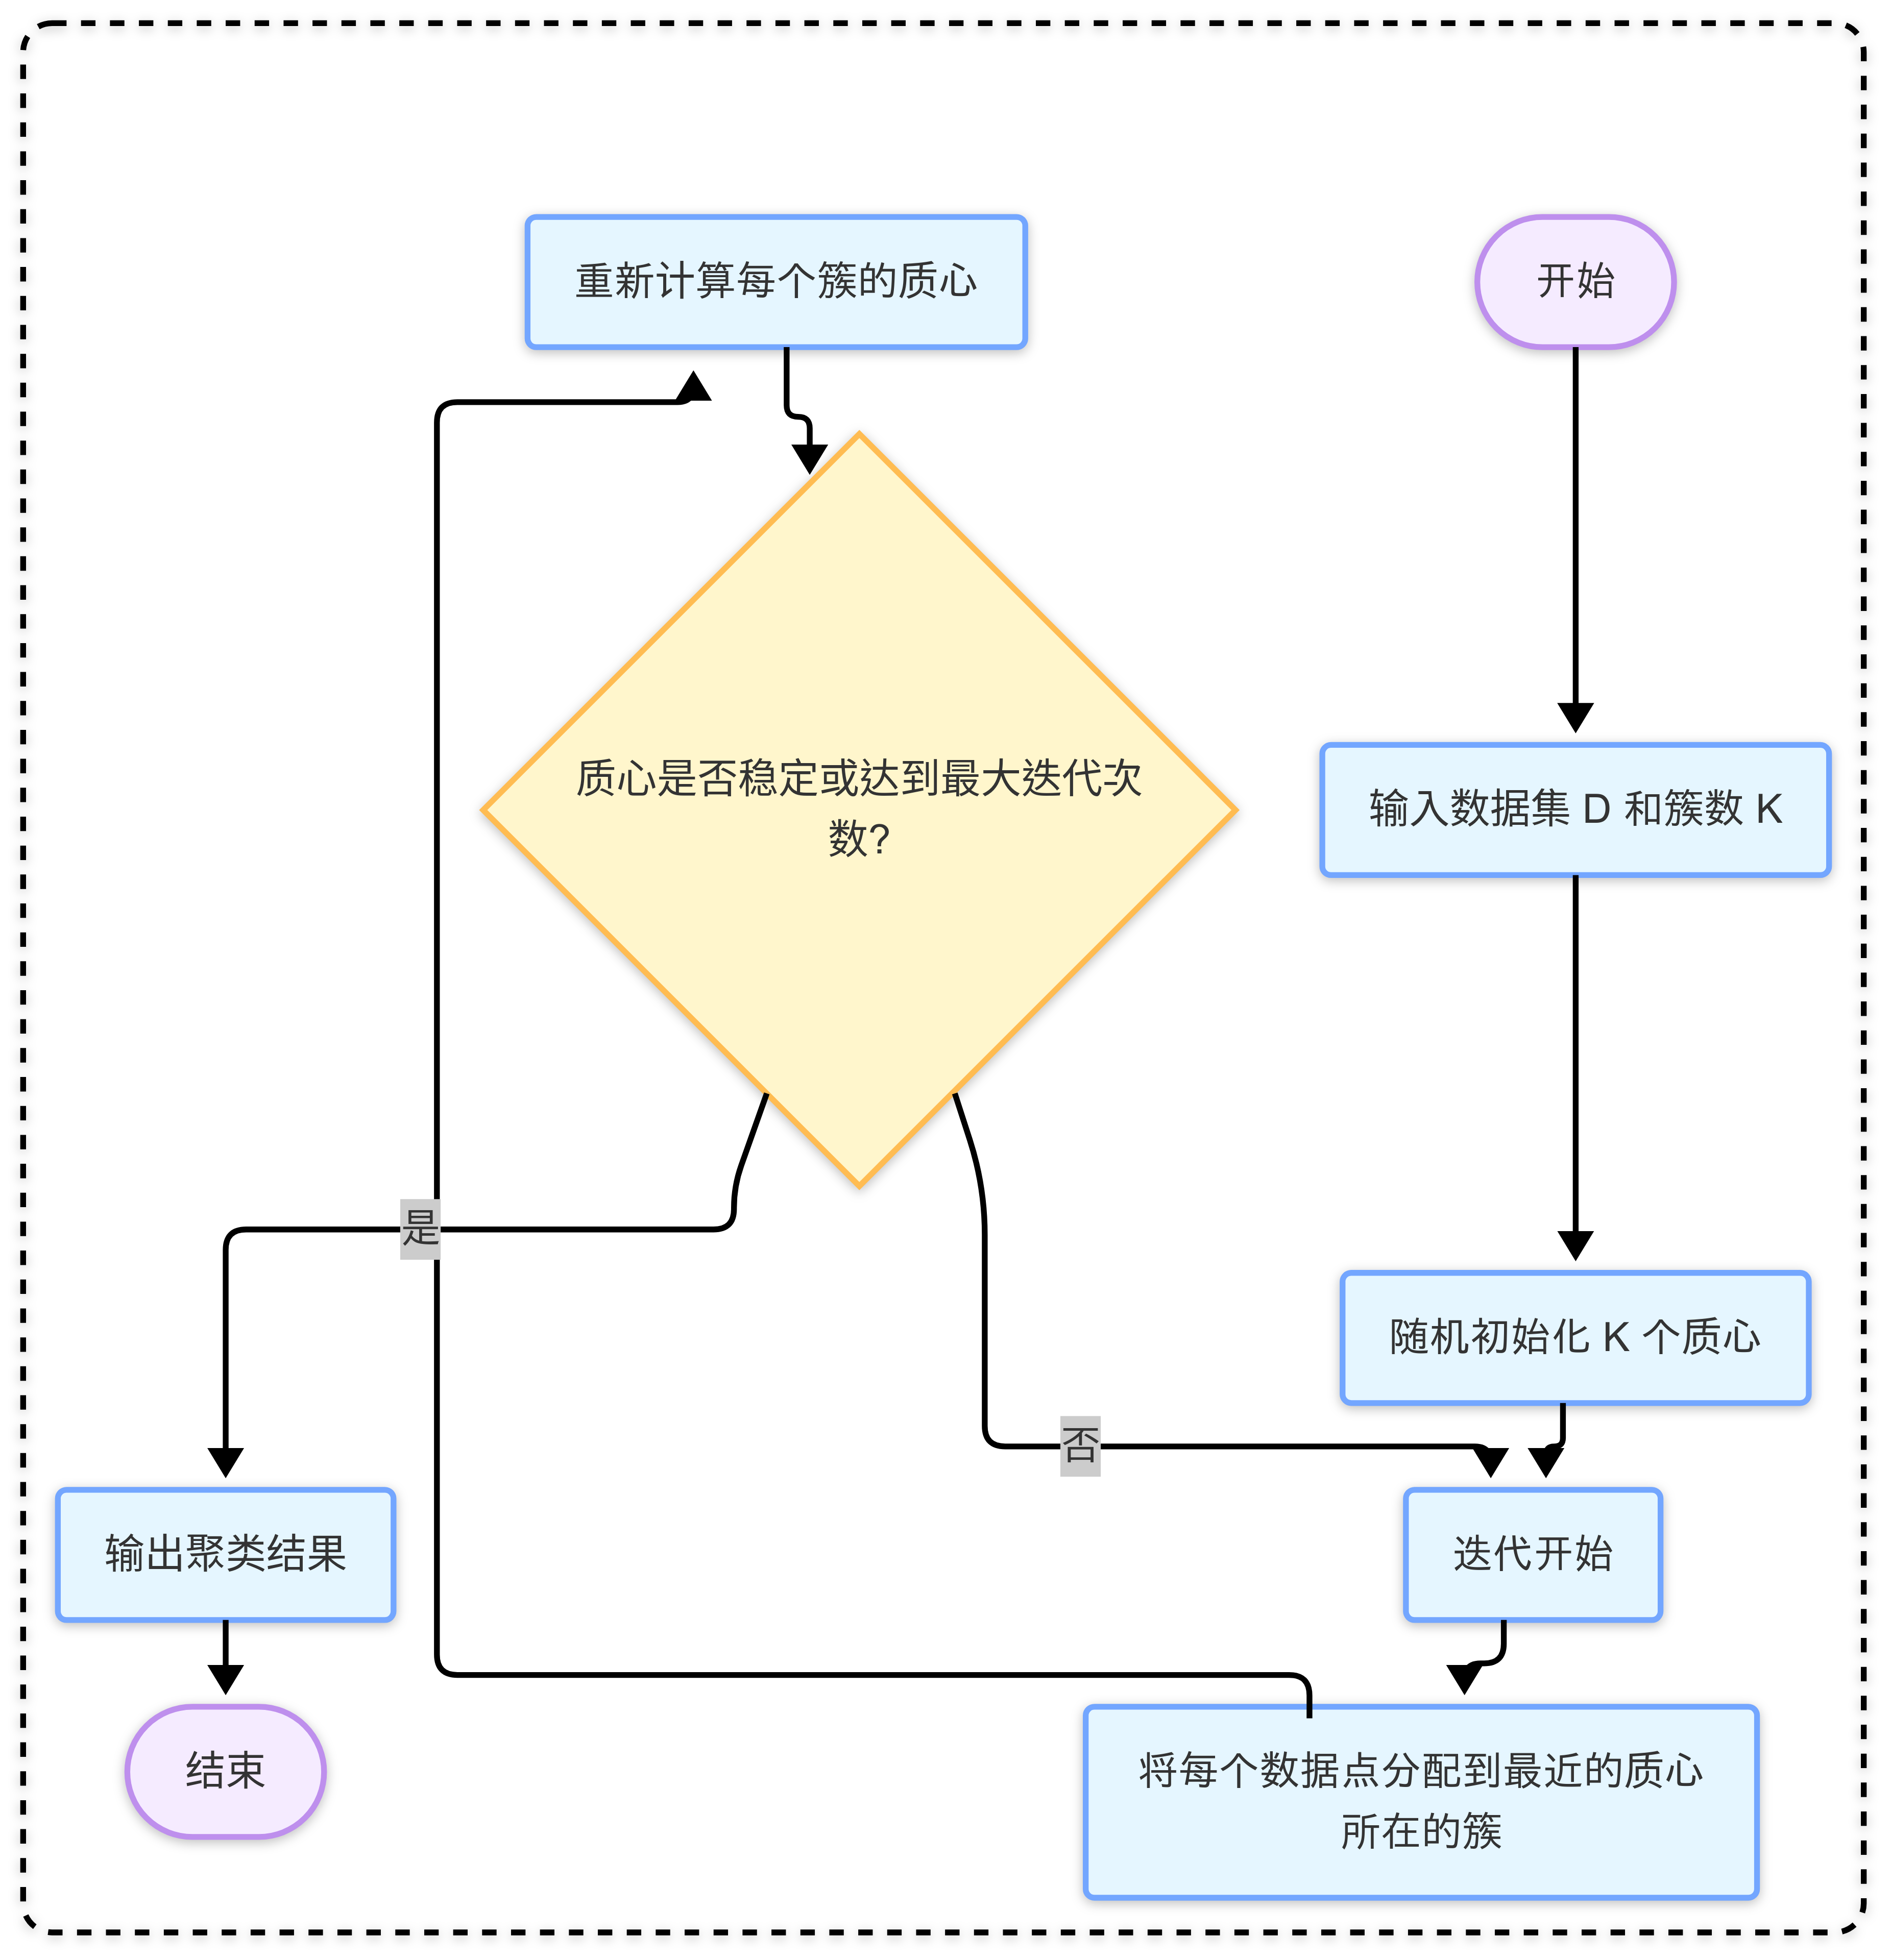 重新计算每个簇的质心
开始
质心是否稳定或达到最大迭代次
数?
输入数据集 D 和簇数 K
是
随机初始化 K 个质心
否
输出聚类结果
迭代开始
结束
将每个数据点分配到最近的质心
所在的簇